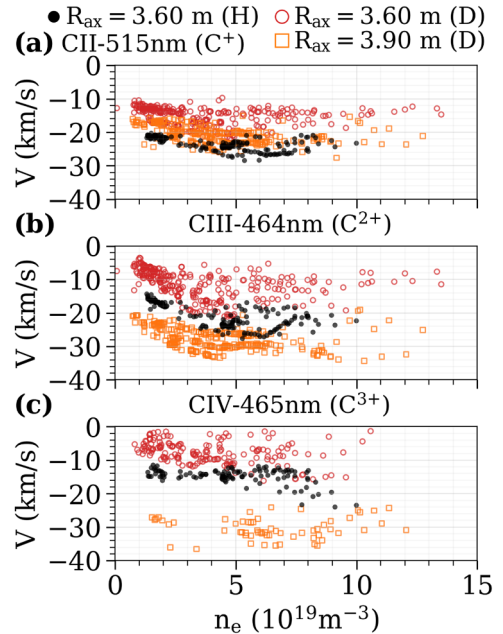 R_ax = 3.60 m (H) R_ax = 3.60 m (D)
(a) CII-515nm (C⁺) R_ax = 3.90 m (D)
0
−10
−20
−30
−40
V (km/s)
(b) CIII-464nm (C²⁺)
0
−10
−20
−30
−40
V (km/s)
(c) CIV-465nm (C³⁺)
0
−10
−20
−30
−40
V (km/s)
0 5 10 15
n_e (10¹⁹m⁻³)